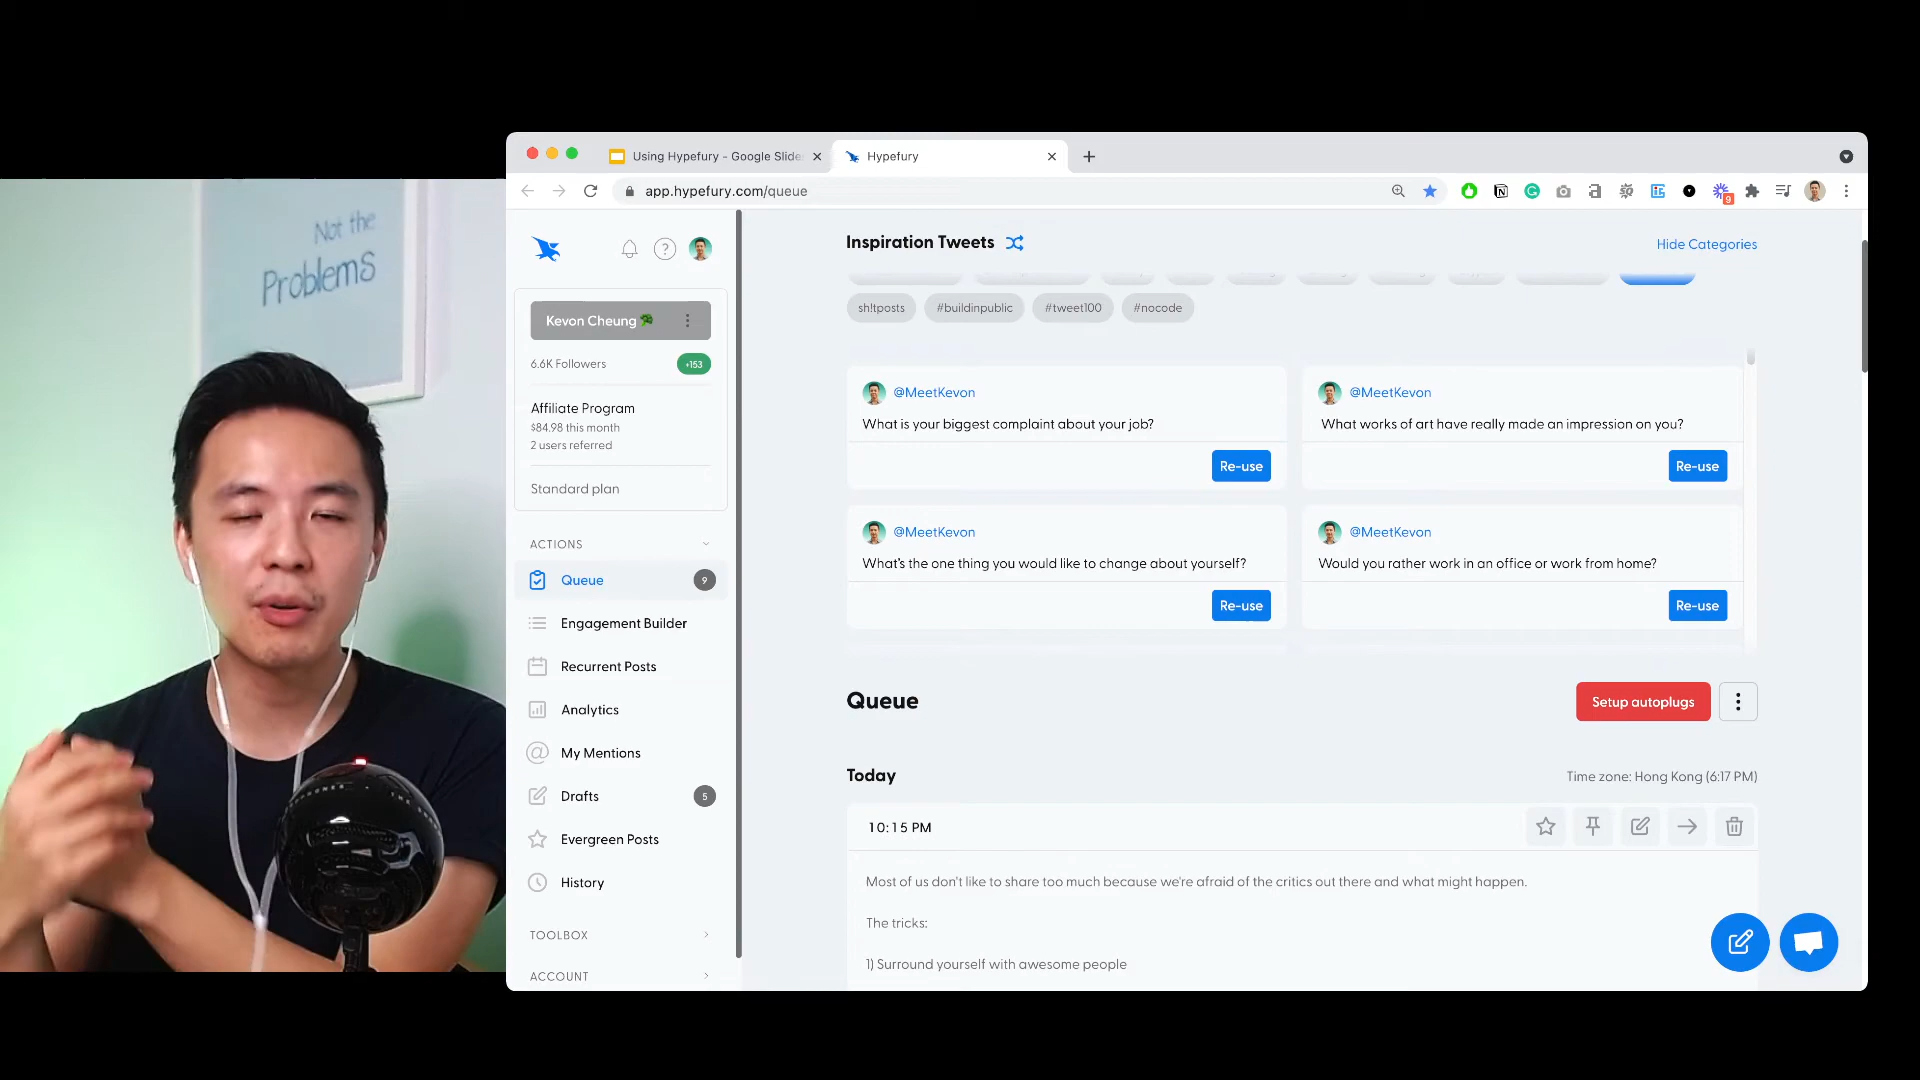 Not the
Problems
Using Hypefury - Google Slide
Hypefury
app.hypefury.com/queue
9
Kevon Cheung
6.6K Followers
+153
Affiliate Program
$84.98 this month
2 users referred
Standard plan
ACTIONS
Queue
9
Engagement Builder
Recurrent Posts
Analytics
My Mentions
Drafts
5
Evergreen Posts
History
TOOLBOX
ACCOUNT
Inspiration Tweets
Hide Categories
sh!tposts
#buildinpublic
#tweet100
#nocode
@MeetKevon
What is your biggest complaint about your job?
Re-use
@MeetKevon
What works of art have really made an impression on you?
Re-use
@MeetKevon
What's the one thing you would like to change about yourself?
Re-use
@MeetKevon
Would you rather work in an office or work from home?
Re-use
Queue
Setup autoplugs
Today
Time zone: Hong Kong (6:17 PM)
10:15 PM
Most of us don't like to share too much because we're afraid of the critics out there and what might happen.
The tricks:
1) Surround yourself with awesome people